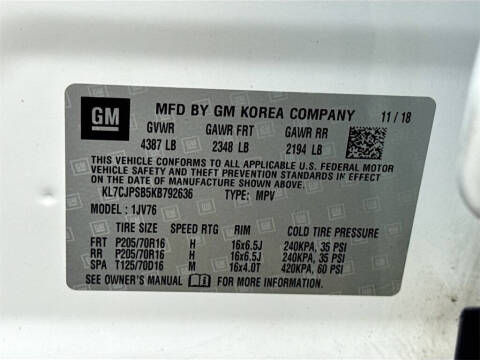 GM MFD BY GM KOREA COMPANY 11 / 18
GVWR GAWR FRT GAWR RR
4387 LB 2348 LB 2194 LB
THIS VEHICLE CONFORMS TO ALL APPLICABLE U.S. FEDERAL MOTOR
VEHICLE SAFETY AND THEFT PREVENTION STANDARDS IN EFFECT
ON THE DATE OF MANUFACTURE SHOWN ABOVE.
KL7CJPSB5KB792636 TYPE: MPV
MODEL : 1JV76
TIRE SIZE SPEED RTG RIM COLD TIRE PRESSURE
FRT P205/70R16 H 16x6.5J 240KPA, 35 PSI
RR P205/70R16 H 16x6.5J 240KPA, 35 PSI
SPA T125/70D16 M 16x4.0T 420KPA, 60 PSI
SEE OWNER'S MANUAL FOR MORE INFORMATION.